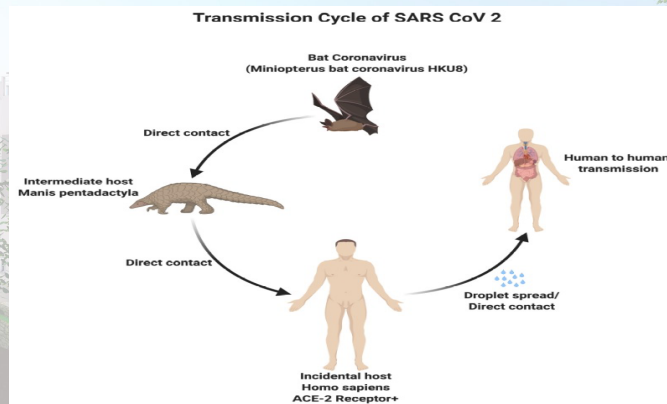 Transmission Cycle of SARS CoV 2
Bat Coronavirus
(Miniopterus bat coronavirus HKU8)
Direct contact
Intermediate host
Manis pentadactyla
Direct contact
Incidental host
Homo sapiens
ACE-2 Receptor+
Droplet spread/
Direct contact
Human to human
transmission